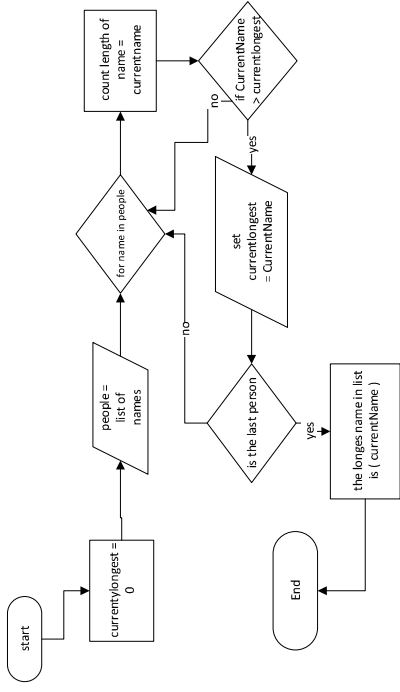 start
currentylongest =
0
people =
list of
names
for name in people
count length of
name =
currentname
if CurrentName
> currentlongest
no
yes
set
currentlongest
= CurrentName
is the last person
no
yes
the longes name in list
is ( currentName )
End